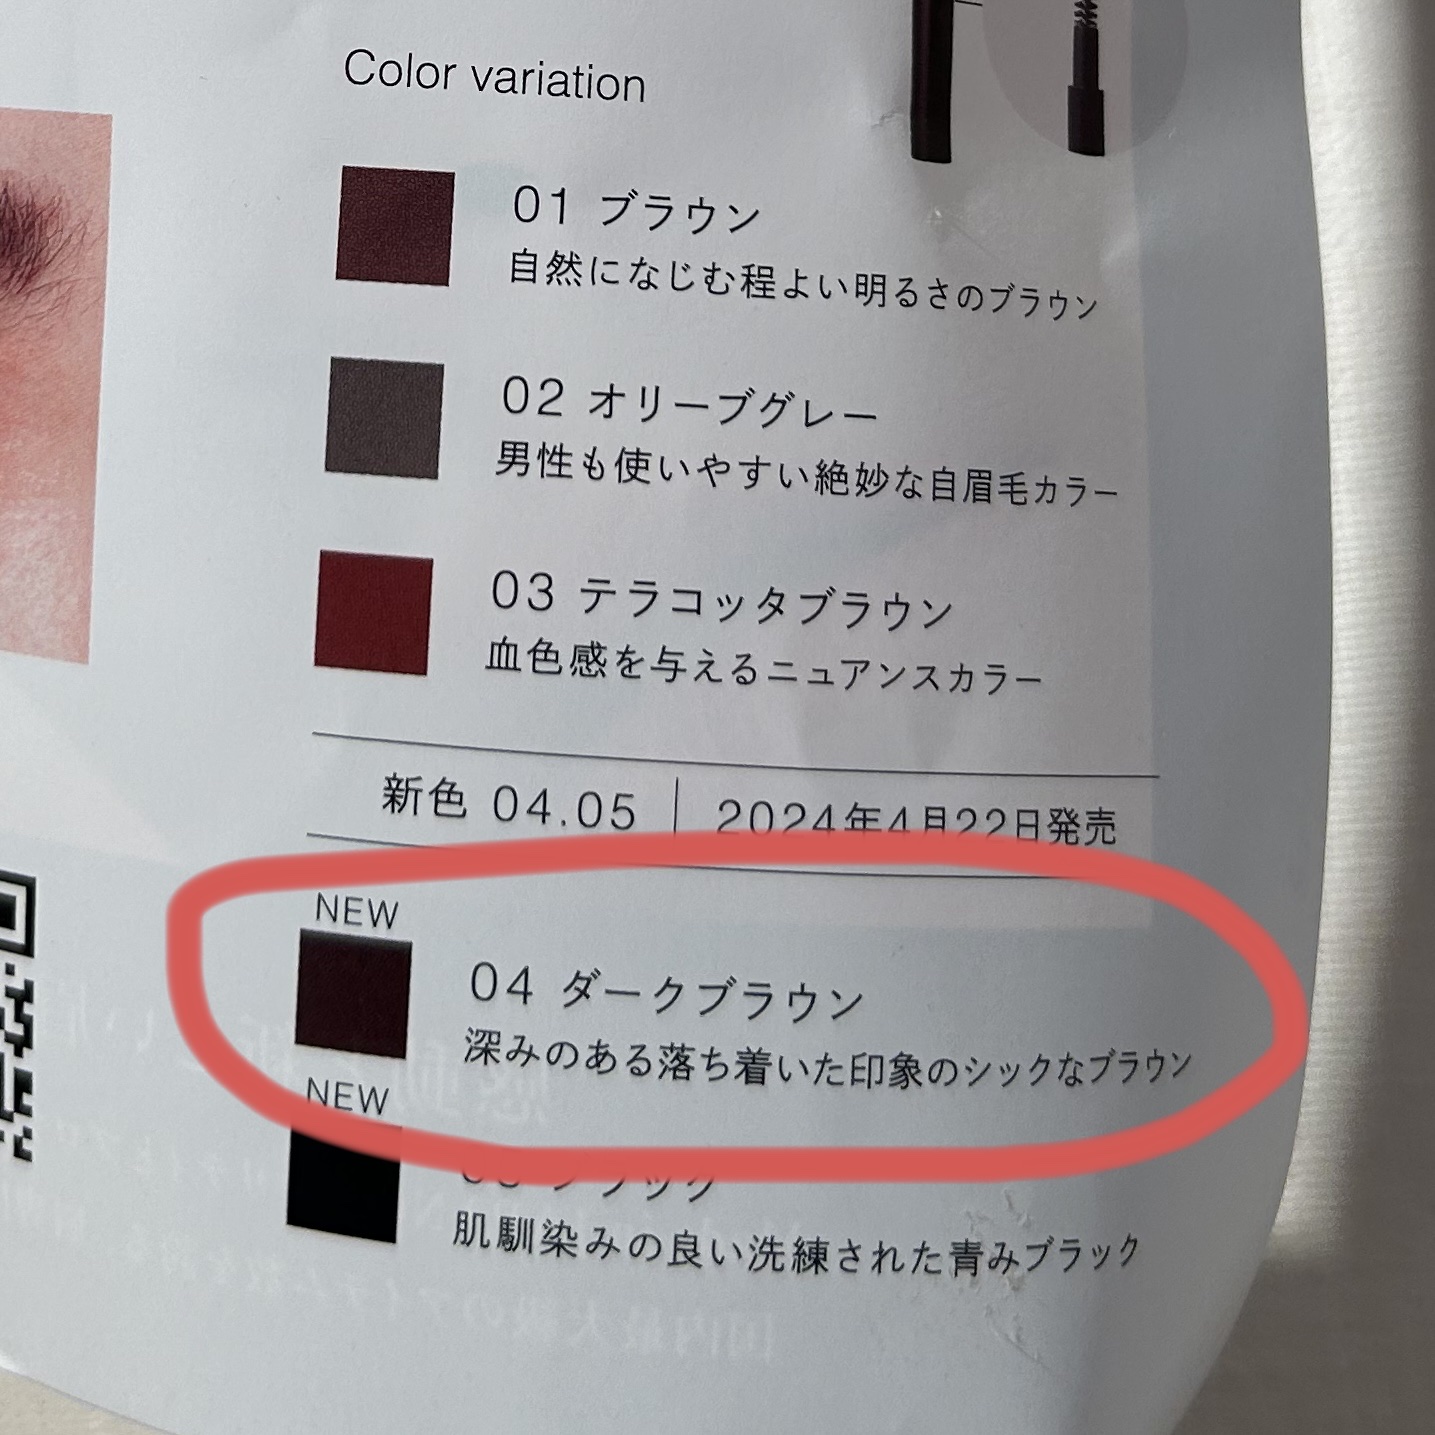 Color variation
01 ブラウン
自然になじむ程よい明るさのブラウン
02 オリーブグレー
男性も使いやすい絶妙な自眉毛カラー
03 テラコッタブラウン
血色感を与えるニュアンスカラー
新色 04.05 | 2024年4月22日発売
NEW
04 ダークブラウン
深みのある落ち着いた印象のシックなブラウン
NEW
05 ブラック
肌馴染みの良い洗練された青みブラック